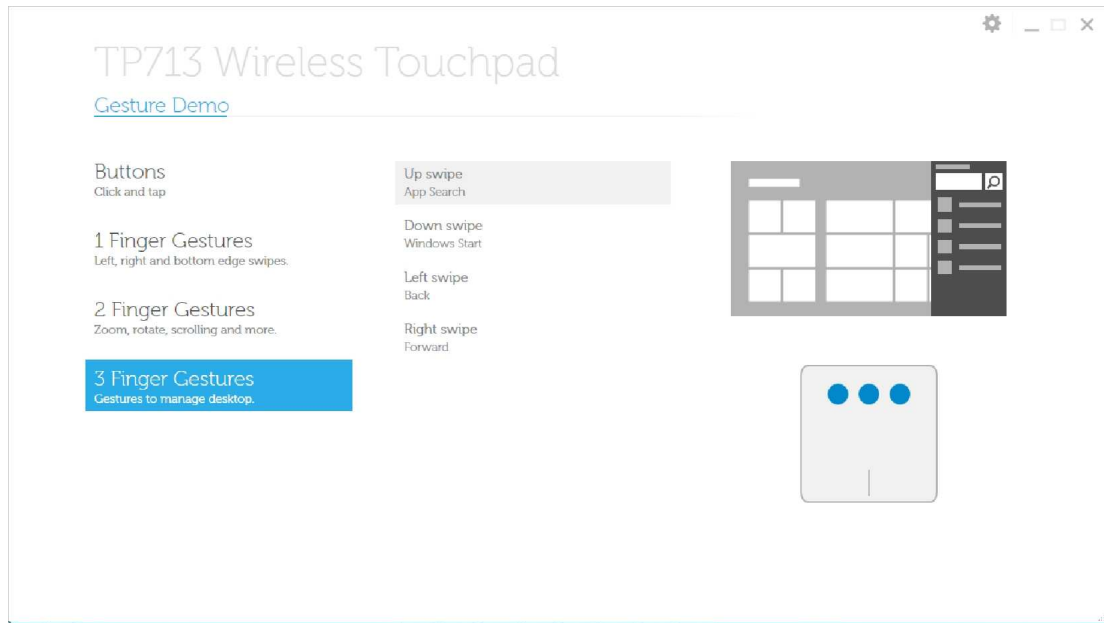 TP713 Wireless Touchpad
Gesture Demo
Buttons
Click and tap
1 Finger Gestures
Left, right and bottom edge swipes.
2 Finger Gestures
Zoom, rotate, scrolling and more.
3 Finger Gestures
Gestures to manage desktop.
Up swipe
App Search
Down swipe
Windows Start
Left swipe
Back
Right swipe
Forward